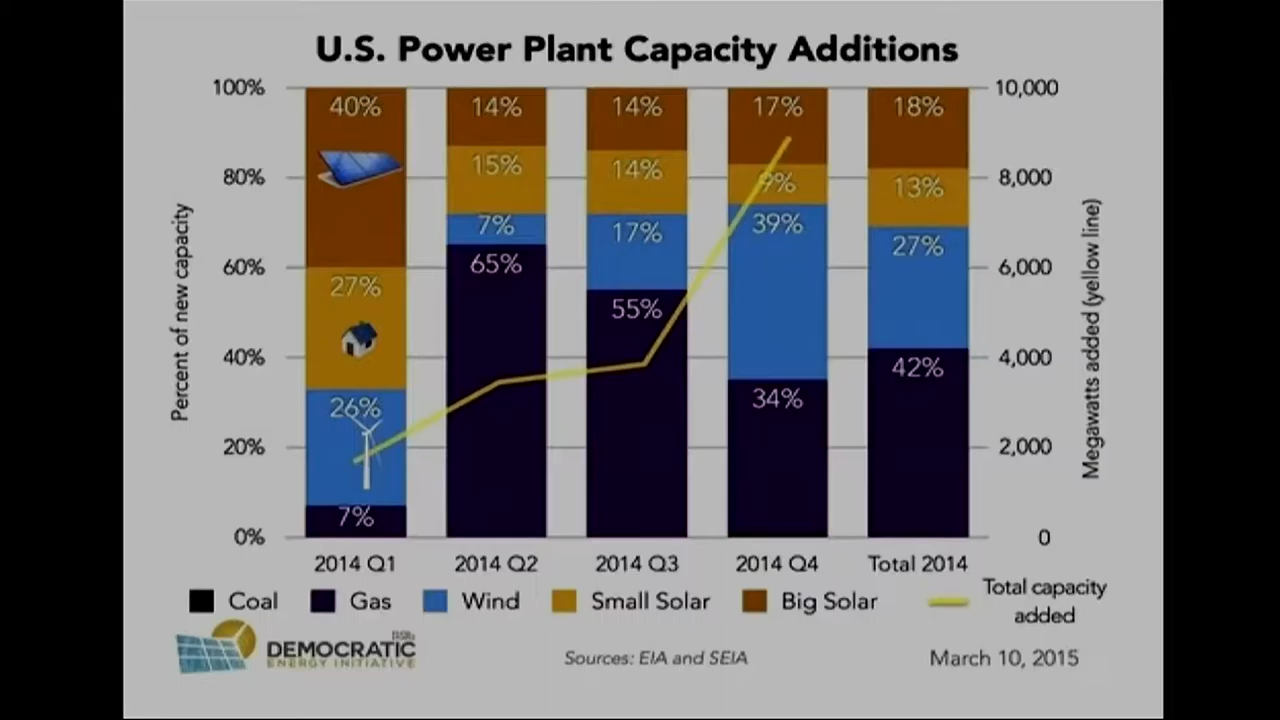 U.S. Power Plant Capacity Additions
100%
80%
60%
40%
20%
0%
Percent of new capacity
10,000
8,000
6,000
4,000
2,000
0
Megawatts added (yellow line)
40%
27%
26%
7%
14%
15%
7%
65%
14%
14%
17%
55%
17%
9%
39%
34%
18%
13%
27%
42%
2014 Q1
2014 Q2
2014 Q3
2014 Q4
Total 2014
Coal
Gas
Wind
Small Solar
Big Solar
Total capacity
added
DEMOCRATIC
ENERGY INITIATIVE
Sources: EIA and SEIA
March 10, 2015